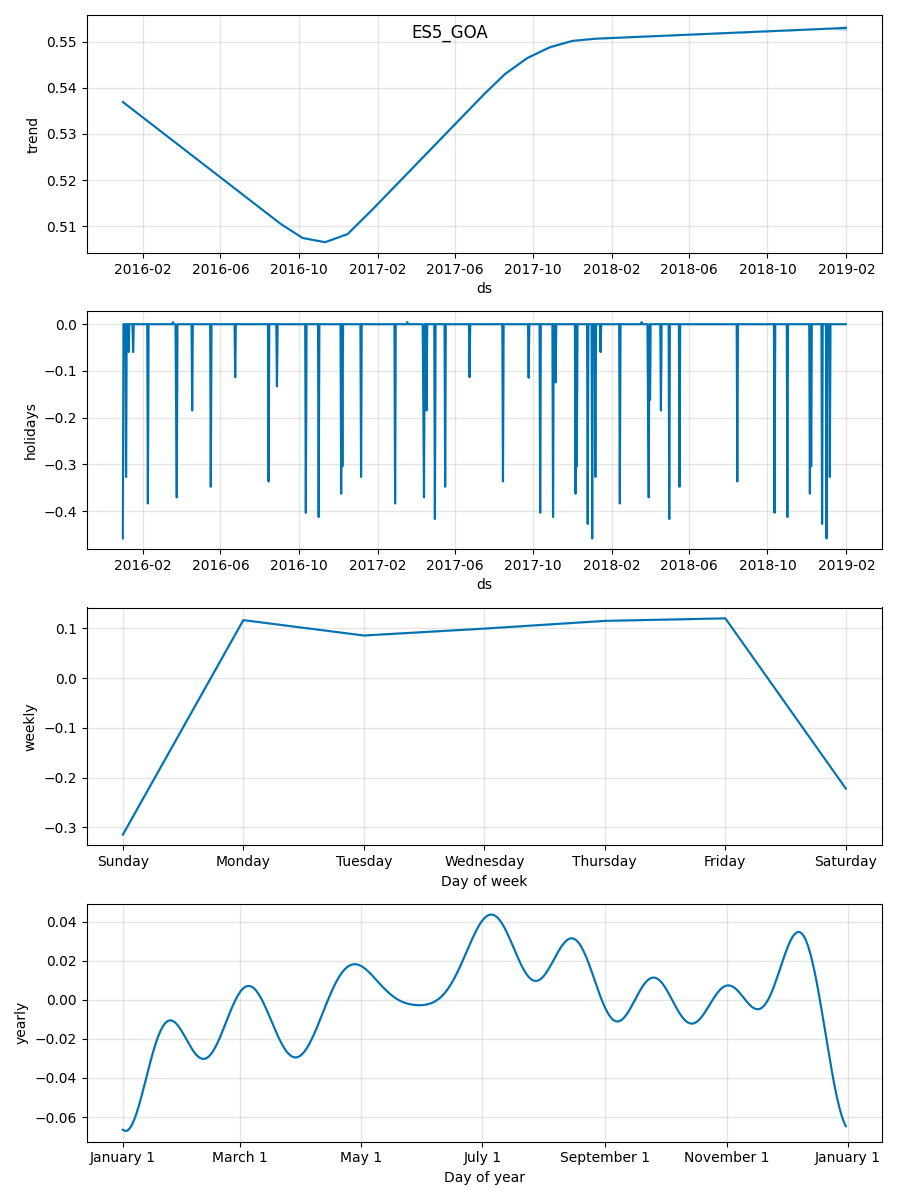 ES5_GOA
0.55
0.54
0.53
0.52
0.51
trend
2016-02 2016-06 2016-10 2017-02 2017-06 2017-10 2018-02 2018-06 2018-10 2019-02
ds
0.0
−0.1
−0.2
−0.3
−0.4
holidays
2016-02 2016-06 2016-10 2017-02 2017-06 2017-10 2018-02 2018-06 2018-10 2019-02
ds
0.1
0.0
−0.1
−0.2
−0.3
weekly
Sunday Monday Tuesday Wednesday Thursday Friday Saturday
Day of week
0.04
0.02
0.00
−0.02
−0.04
−0.06
yearly
January 1 March 1 May 1 July 1 September 1 November 1 January 1
Day of year